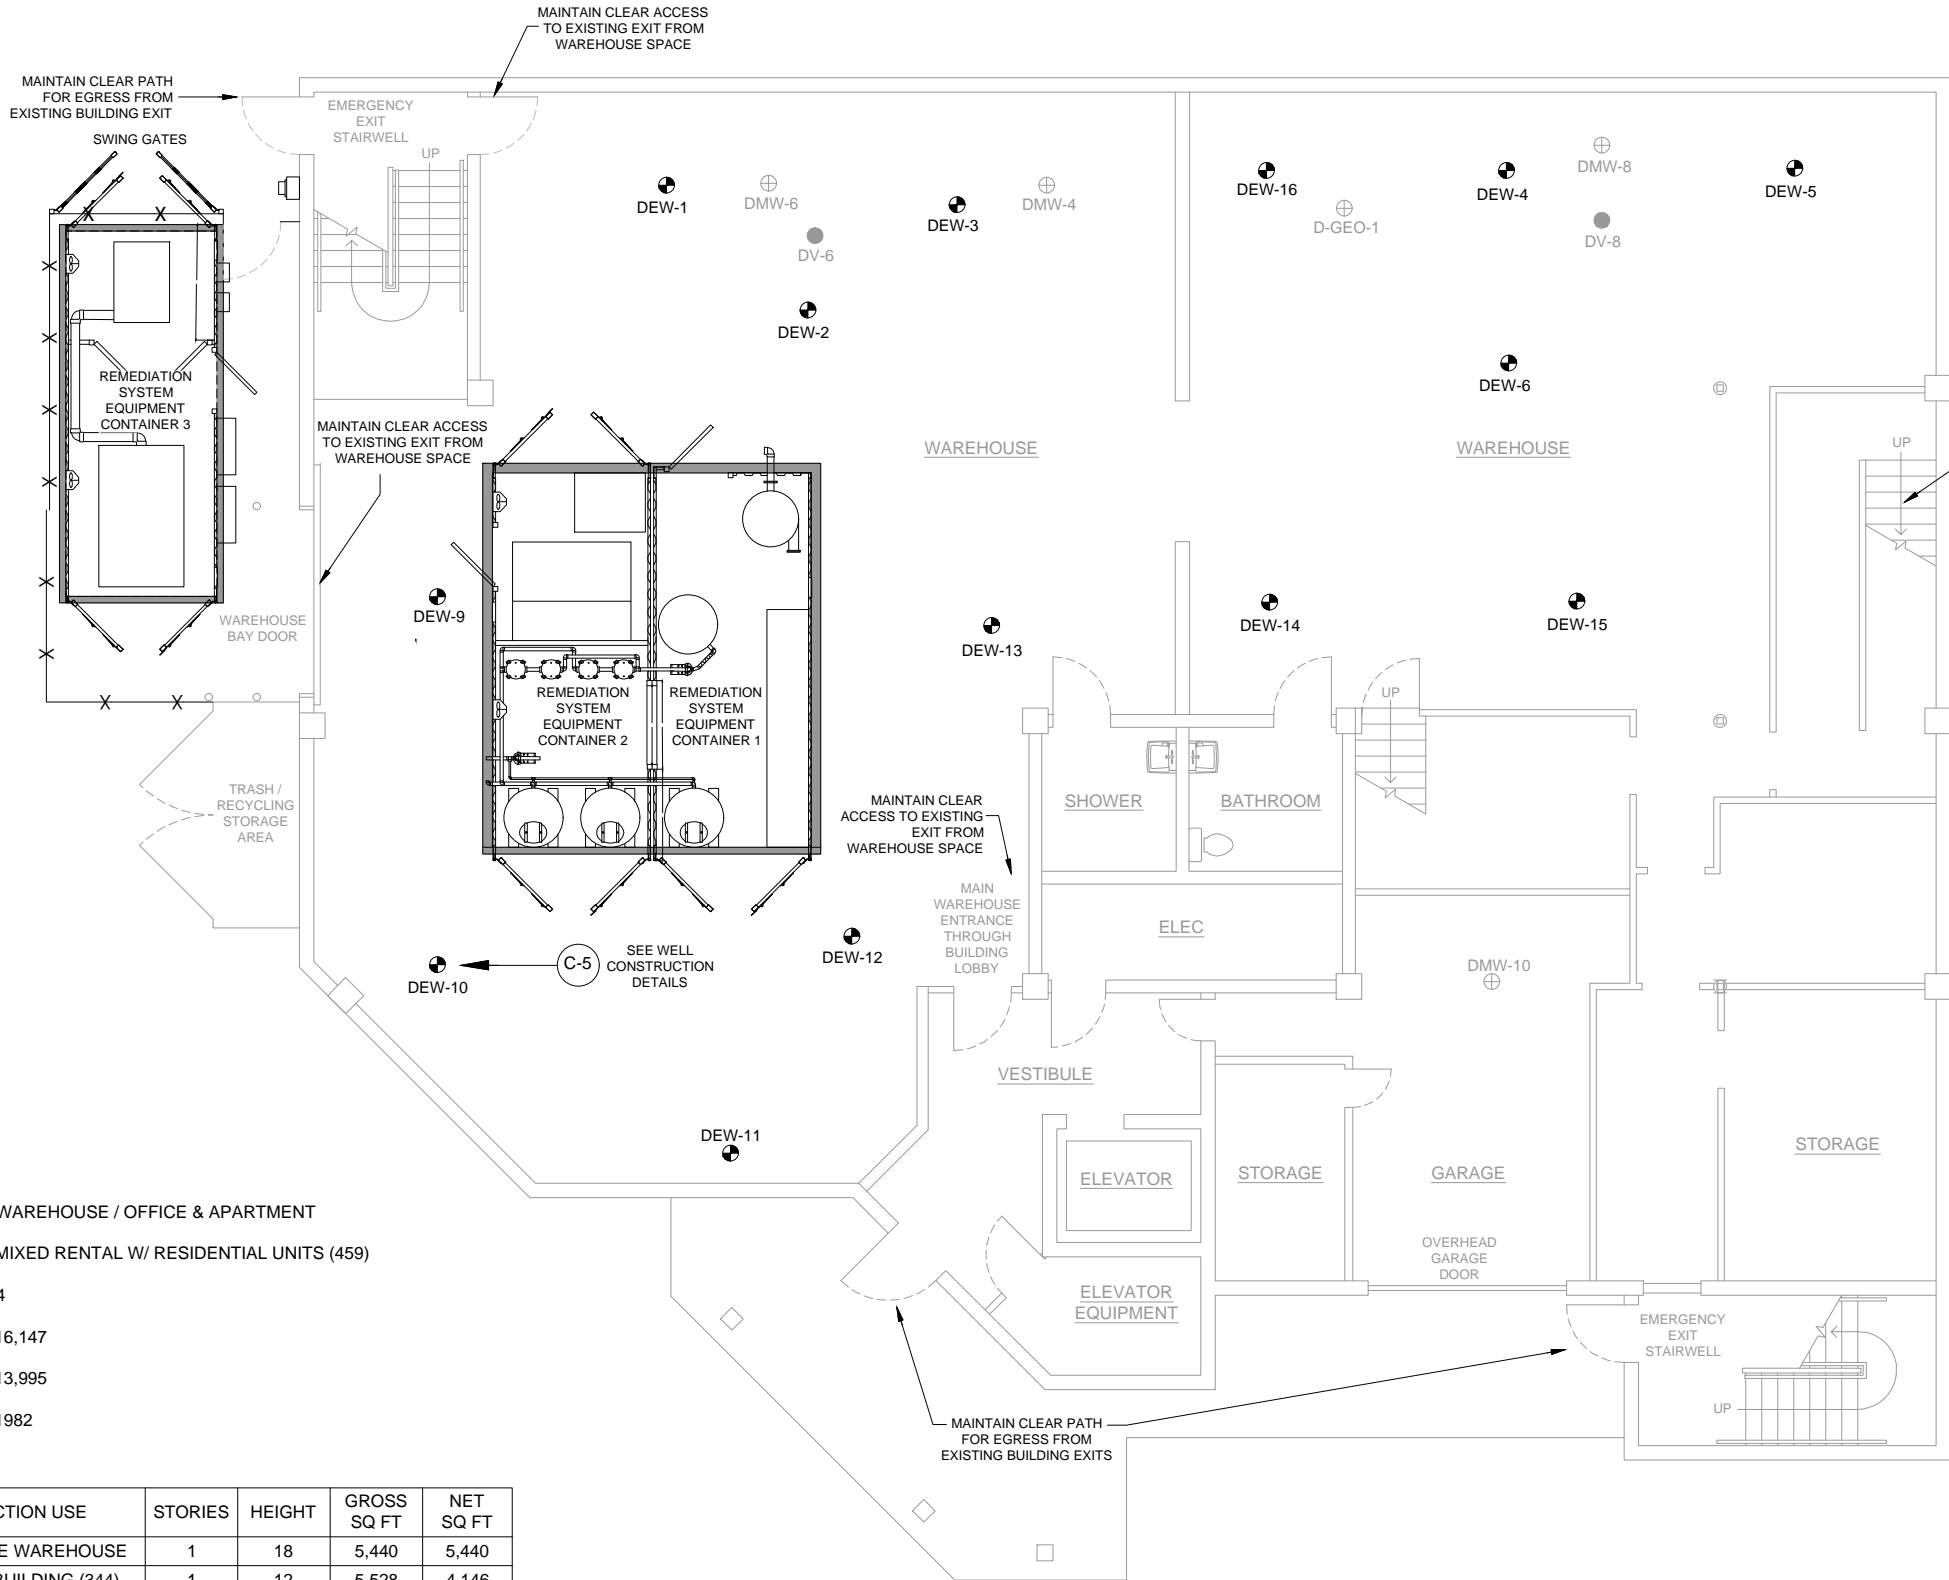 MAINTAIN CLEAR ACCESS
TO EXISTING EXIT FROM
WAREHOUSE SPACE
MAINTAIN CLEAR PATH
FOR EGRESS FROM
EXISTING BUILDING EXIT
SWING GATES
EMERGENCY
EXIT
STAIRWELL
UP
DEW-1
DMW-6
DV-6
DEW-3
DMW-4
DEW-2
DEW-16
D-GEO-1
DEW-4
DMW-8
DV-8
DEW-5
DEW-6
REMEDIATION
SYSTEM
EQUIPMENT
CONTAINER 3
MAINTAIN CLEAR ACCESS
TO EXISTING EXIT FROM
WAREHOUSE SPACE
WAREHOUSE
WAREHOUSE
UP
DEW-9
WAREHOUSE
BAY DOOR
DEW-13
DEW-14
DEW-15
REMEDIATION
SYSTEM
EQUIPMENT
CONTAINER 2
REMEDIATION
SYSTEM
EQUIPMENT
CONTAINER 1
UP
TRASH /
RECYCLING
STORAGE
AREA
SHOWER
BATHROOM
MAINTAIN CLEAR
ACCESS TO EXISTING
EXIT FROM
WAREHOUSE SPACE
MAIN
WAREHOUSE
ENTRANCE
THROUGH
BUILDING
LOBBY
ELEC
DEW-12
DEW-10
C-5
SEE WELL
CONSTRUCTION
DETAILS
DMW-10
VESTIBULE
DEW-11
ELEVATOR
STORAGE
GARAGE
STORAGE
OVERHEAD
GARAGE
DOOR
ELEVATOR
EQUIPMENT
EMERGENCY
EXIT
STAIRWELL
UP
MAINTAIN CLEAR PATH
FOR EGRESS FROM
EXISTING BUILDING EXITS
WAREHOUSE / OFFICE & APARTMENT
MIXED RENTAL W/ RESIDENTIAL UNITS (459)
4
16,147
13,995
1982
CTION USE STORIES HEIGHT GROSS SQ FT NET SQ FT
E WAREHOUSE 1 18 5,440 5,440
BUILDING (344) 1 12 5,528 4,146